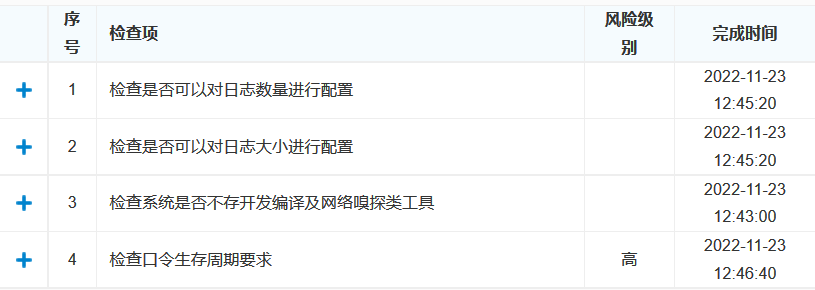 序号 检查项 风险级别 完成时间
1 检查是否可以对日志数量进行配置 2022-11-23
12:45:20
2 检查是否可以对日志大小进行配置 2022-11-23
12:45:20
3 检查系统是否不存开发编译及网络嗅探类工具 2022-11-23
12:43:00
4 检查口令生存周期要求 高 2022-11-23
12:46:40